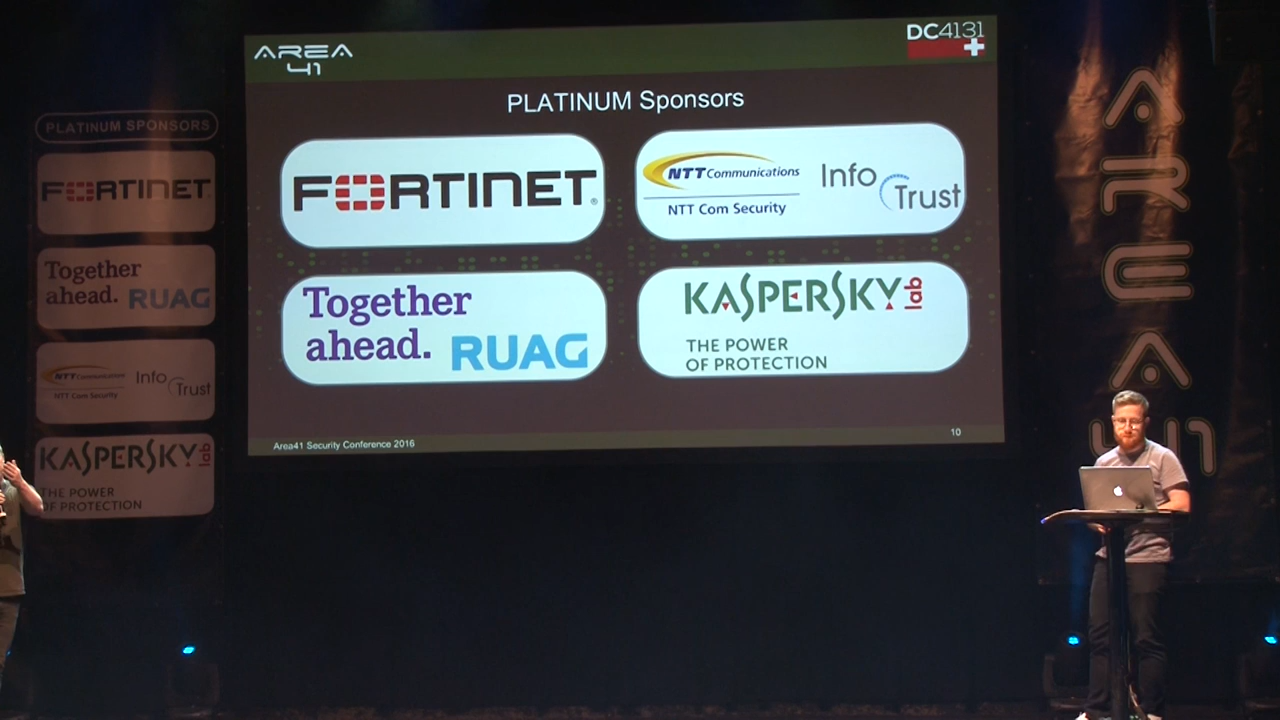 AREA
41
DC4131
PLATINUM Sponsors
FORTINET®
NTT Communications
NTT Com Security
Info
Trust
Together
ahead.
RUAG
KASPERSKY lab
THE POWER
OF PROTECTION
Area41 Security Conference 2016
10
PLATINUM SPONSORS
FORTINET
Together
ahead.
RUAG
NTT Communications
NTT Com Security
Info
Trust
KASPERSKY lab
THE POWER
OF PROTECTION
AREA
41